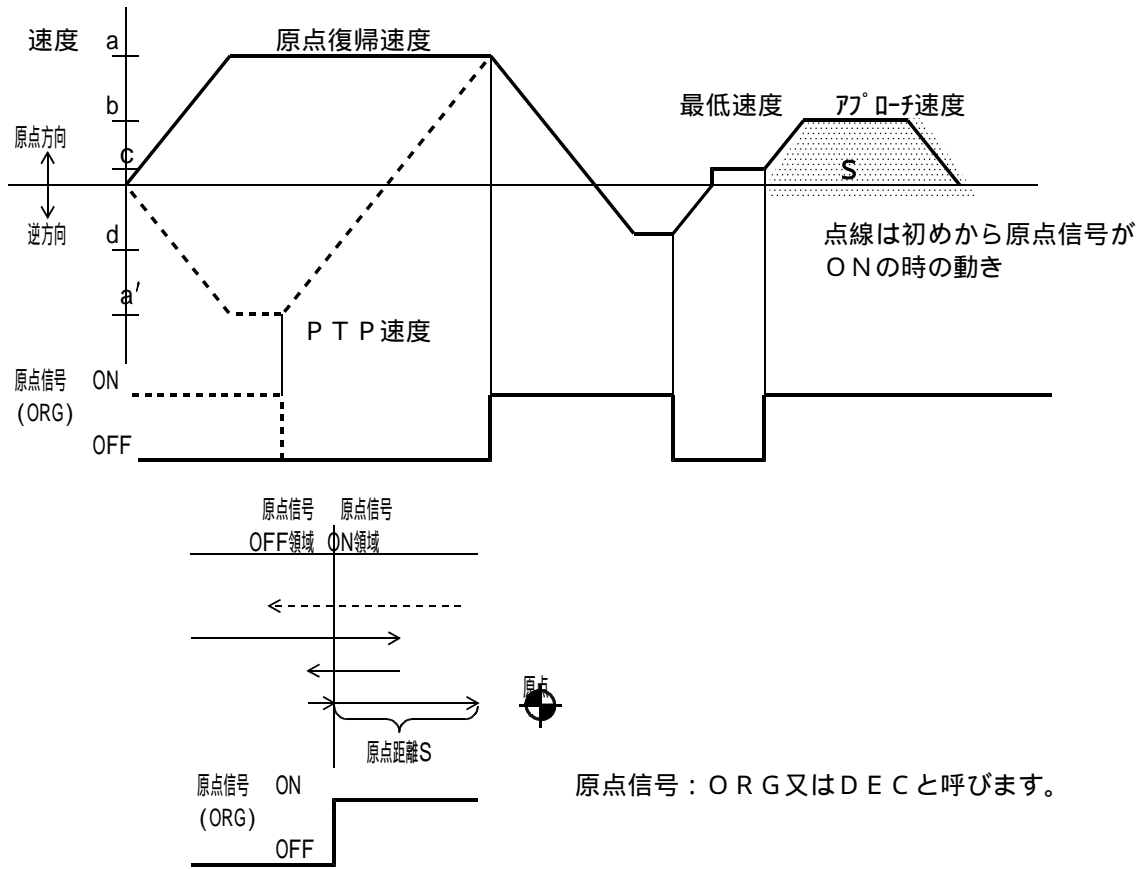 速度
a
原点復帰速度
b
最低速度
ｱﾌﾟﾛｰﾁ速度
原点方向
c
S
逆方向
d
点線は初めから原点信号が
ＯＮの時の動き
a'
ＰＴＰ速度
原点信号
(ORG)
ON
OFF
原点信号
OFF領域
原点信号
ON領域
原点
原点距離S
原点信号
(ORG)
ON
OFF
原点信号：ＯＲＧ又はＤＥＣと呼びます。